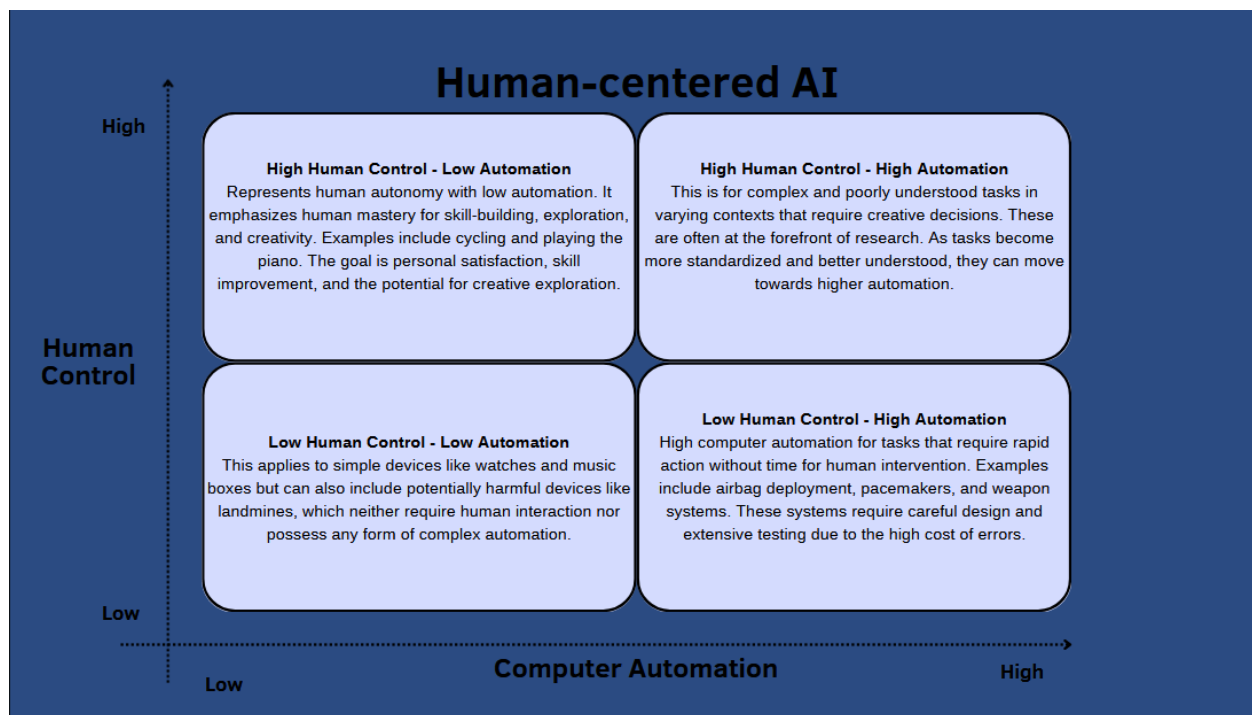 Human-centered AI
High
High Human Control - Low Automation
Represents human autonomy with low automation. It
emphasizes human mastery for skill-building, exploration,
and creativity. Examples include cycling and playing the
piano. The goal is personal satisfaction, skill
improvement, and the potential for creative exploration.
High Human Control - High Automation
This is for complex and poorly understood tasks in
varying contexts that require creative decisions. These
are often at the forefront of research. As tasks become
more standardized and better understood, they can move
towards higher automation.
Human
Control
Low Human Control - Low Automation
This applies to simple devices like watches and music
boxes but can also include potentially harmful devices like
landmines, which neither require human interaction nor
possess any form of complex automation.
Low Human Control - High Automation
High computer automation for tasks that require rapid
action without time for human intervention. Examples
include airbag deployment, pacemakers, and weapon
systems. These systems require careful design and
extensive testing due to the high cost of errors.
Low
Low
Computer Automation
High